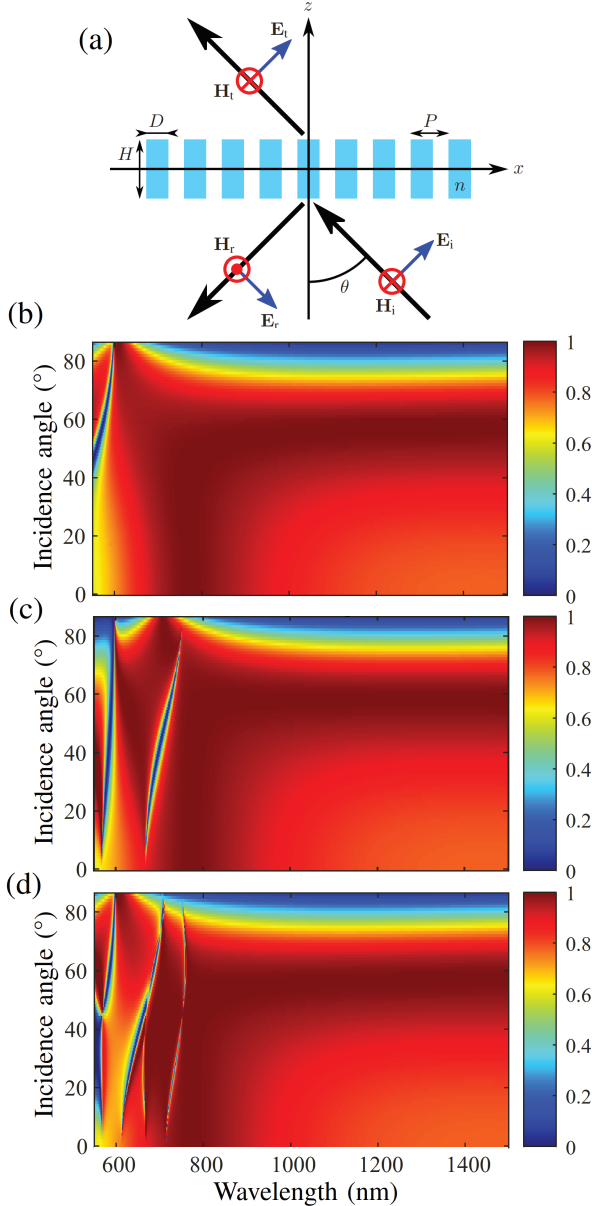 (a)
z
E_t
H_t
D
P
H
x
n
H_r
E_i
θ
H_i
E_r
(b)
Incidence angle (°)
80
60
40
20
0
1
0.8
0.6
0.4
0.2
0
(c)
Incidence angle (°)
80
60
40
20
0
1
0.8
0.6
0.4
0.2
0
(d)
Incidence angle (°)
80
60
40
20
0
1
0.8
0.6
0.4
0.2
0
600 800 1000 1200 1400
Wavelength (nm)